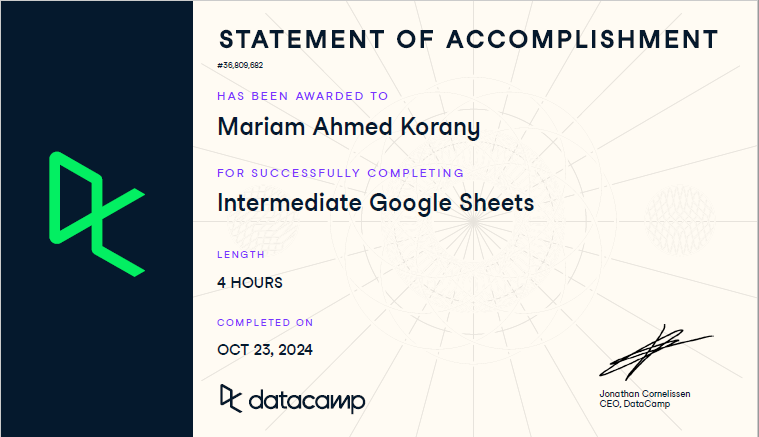 STATEMENT OF ACCOMPLISHMENT
#36,809,682
HAS BEEN AWARDED TO
Mariam Ahmed Korany
FOR SUCCESSFULLY COMPLETING
Intermediate Google Sheets
LENGTH
4 HOURS
COMPLETED ON
OCT 23, 2024
datacamp
Jonathan Cornelissen
CEO, DataCamp